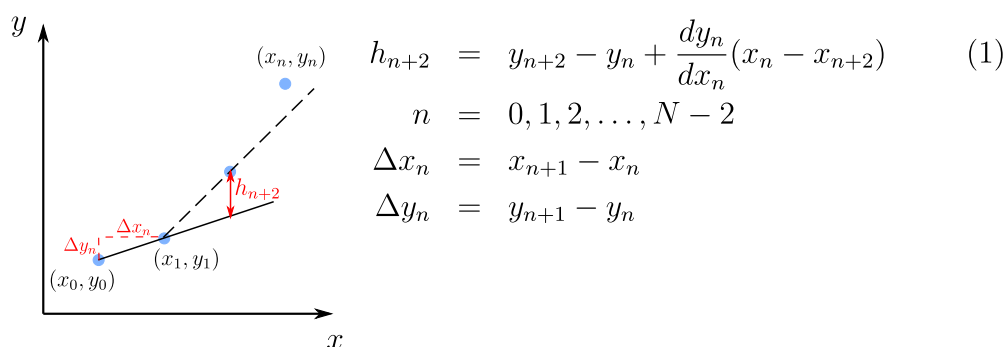 y
(x_n, y_n)
h_{n+2}
Δx_n
Δy_n
(x_1, y_1)
(x_0, y_0)
x
h_{n+2} = y_{n+2} − y_n + \frac{dy_n}{dx_n}(x_n − x_{n+2}) (1)
n = 0, 1, 2, . . . , N − 2
Δx_n = x_{n+1} − x_n
Δy_n = y_{n+1} − y_n